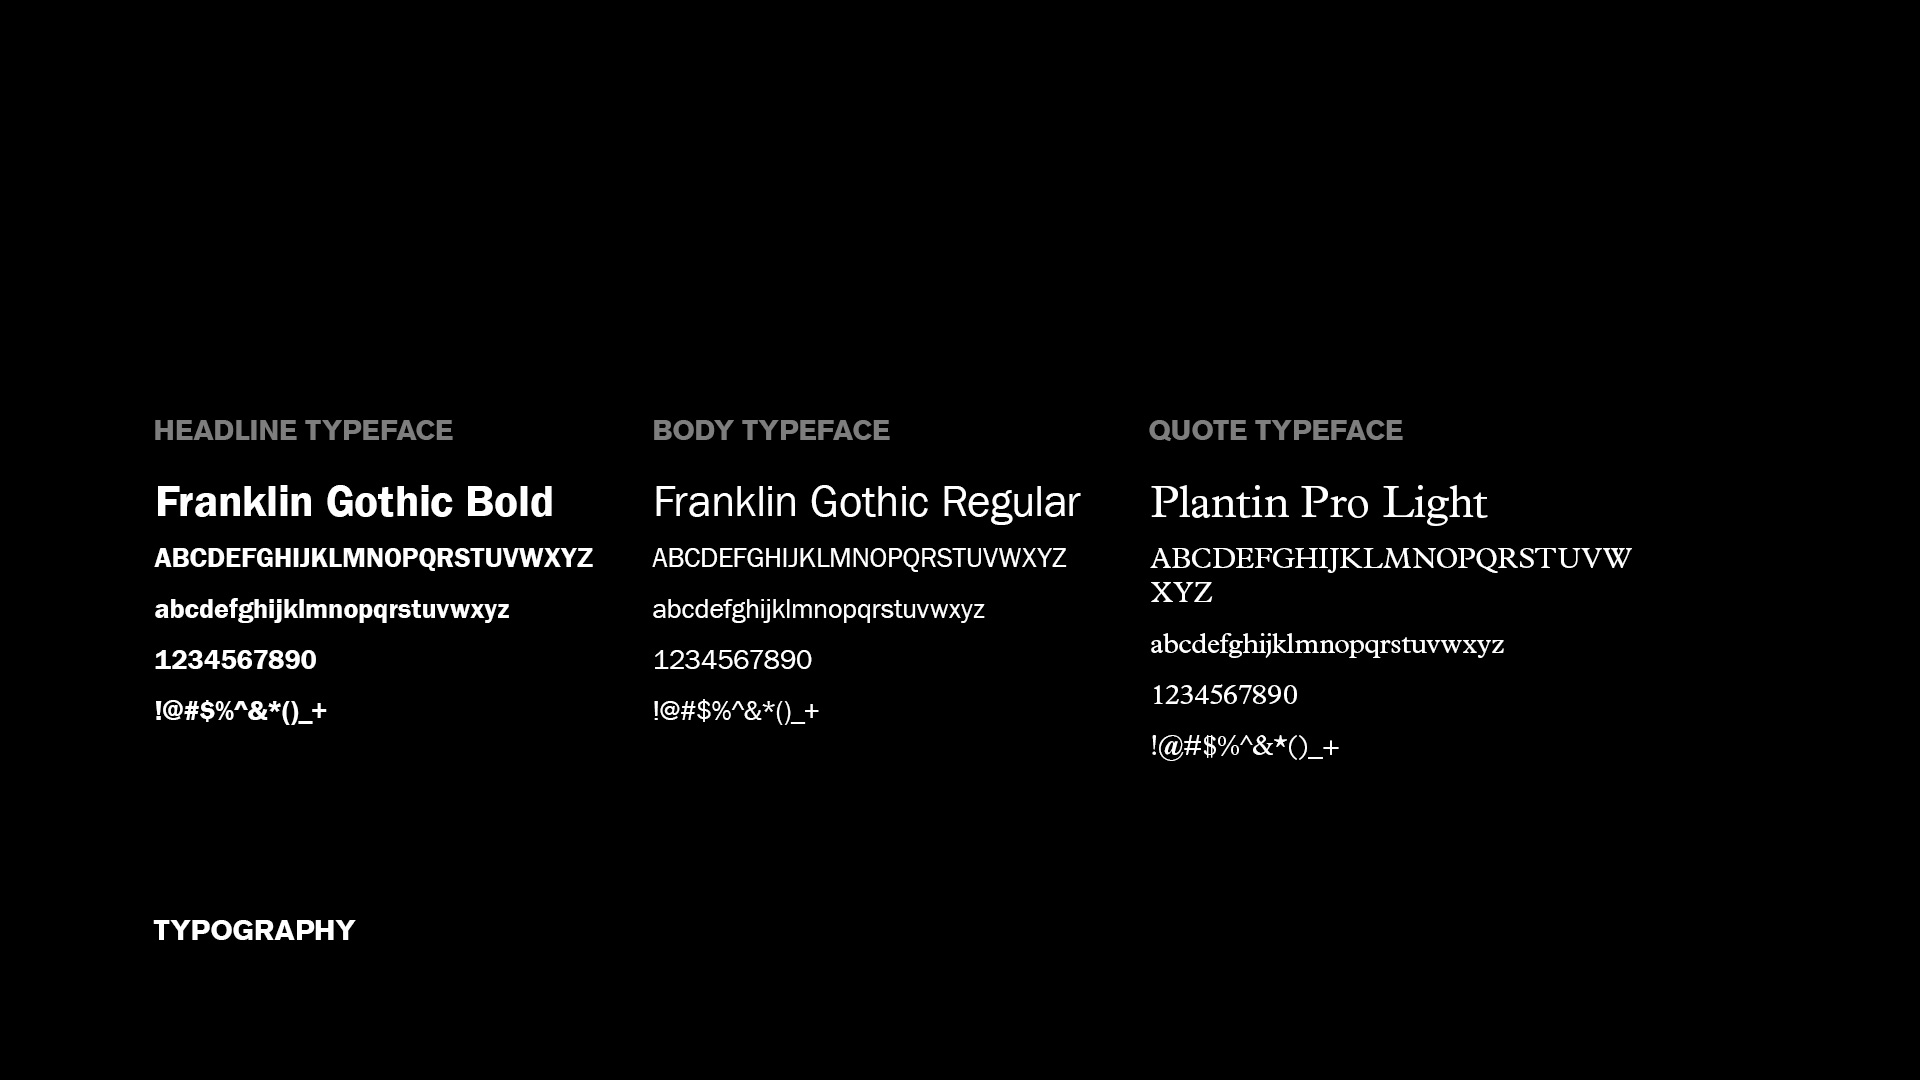 HEADLINE TYPEFACE
Franklin Gothic Bold
ABCDEFGHIJKLMNOPQRSTUVWXYZ
abcdefghijklmnopqrstuvwxyz
1234567890
!@#$%^&*()_+
BODY TYPEFACE
Franklin Gothic Regular
ABCDEFGHIJKLMNOPQRSTUVWXYZ
abcdefghijklmnopqrstuvwxyz
1234567890
!@#$%^&*()_+
QUOTE TYPEFACE
Plantin Pro Light
ABCDEFGHIJKLMNOPQRSTUVW
XYZ
abcdefghijklmnopqrstuvwxyz
1234567890
!@#$%^&*()_+
TYPOGRAPHY